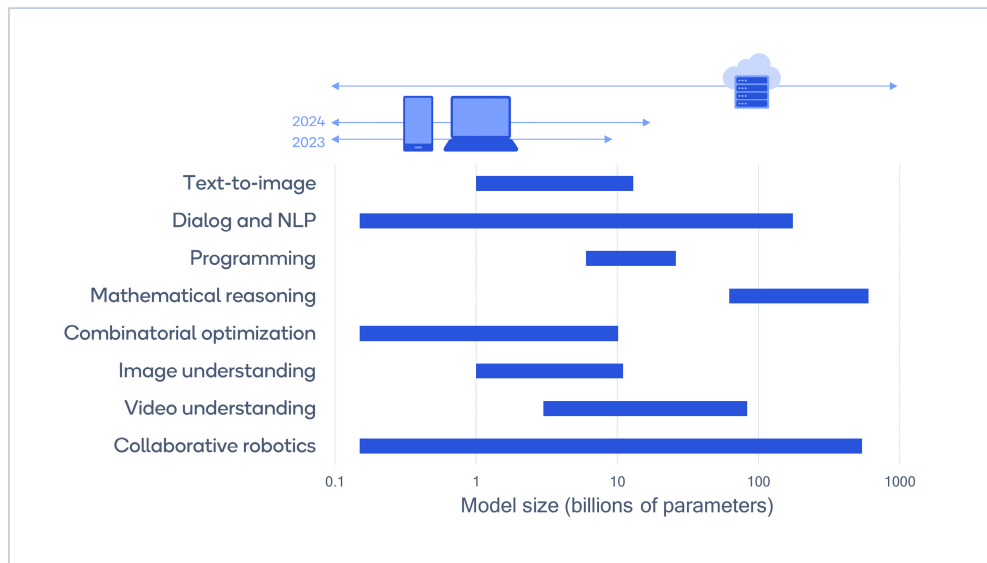 2024
2023
Text-to-image
Dialog and NLP
Programming
Mathematical reasoning
Combinatorial optimization
Image understanding
Video understanding
Collaborative robotics
0.1 1 10 100 1000
Model size (billions of parameters)